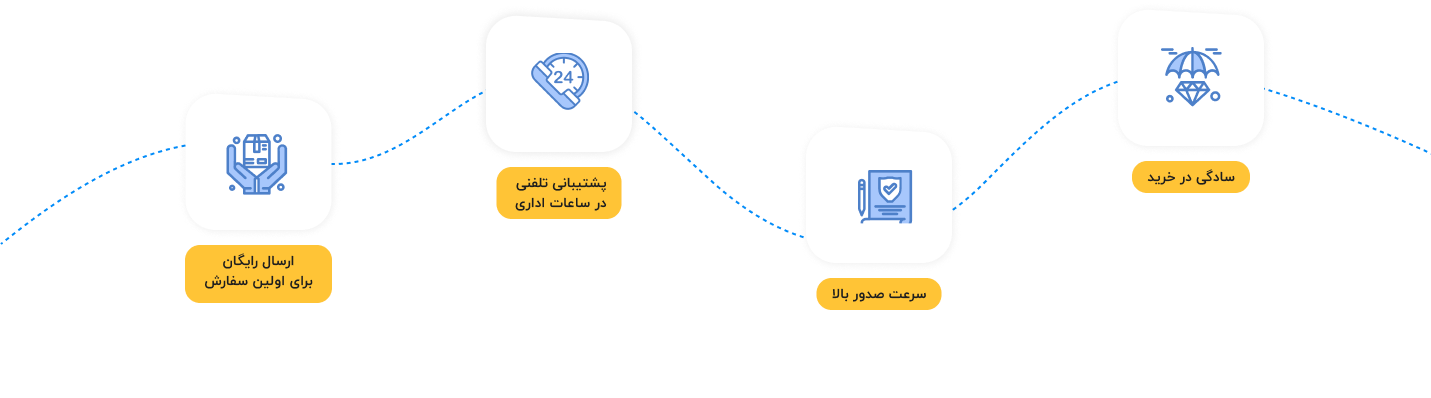 سادگی در خرید
سرعت صدور بالا
24
پشتیبانی تلفنی
در ساعات اداری
ارسال رایگان
برای اولین سفارش